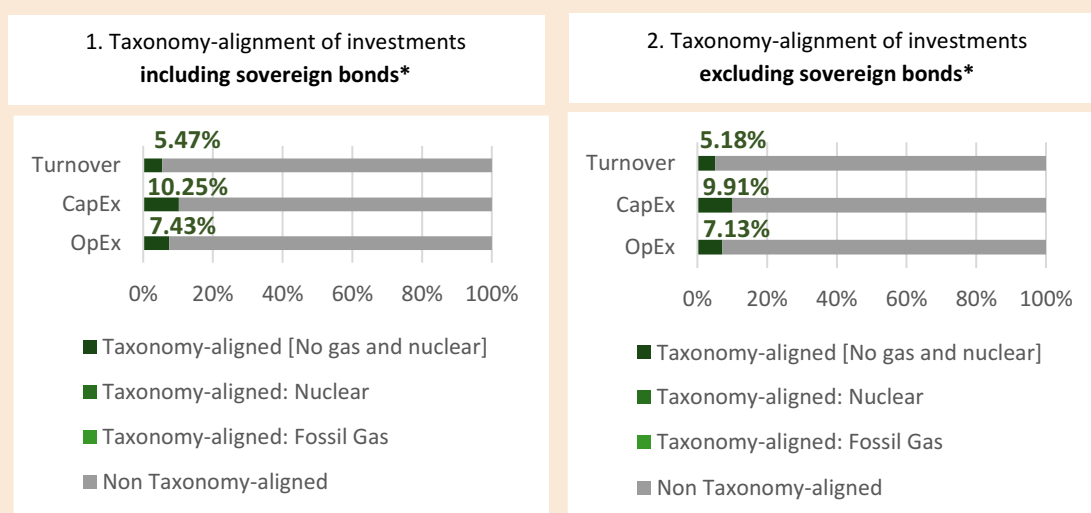 1. Taxonomy-alignment of investments
including sovereign bonds*
5.47%
Turnover
10.25%
CapEx
7.43%
OpEx
0% 20% 40% 60% 80% 100%
Taxonomy-aligned [No gas and nuclear]
Taxonomy-aligned: Nuclear
Taxonomy-aligned: Fossil Gas
Non Taxonomy-aligned
2. Taxonomy-alignment of investments
excluding sovereign bonds*
5.18%
Turnover
9.91%
CapEx
7.13%
OpEx
0% 20% 40% 60% 80% 100%
Taxonomy-aligned [No gas and nuclear]
Taxonomy-aligned: Nuclear
Taxonomy-aligned: Fossil Gas
Non Taxonomy-aligned